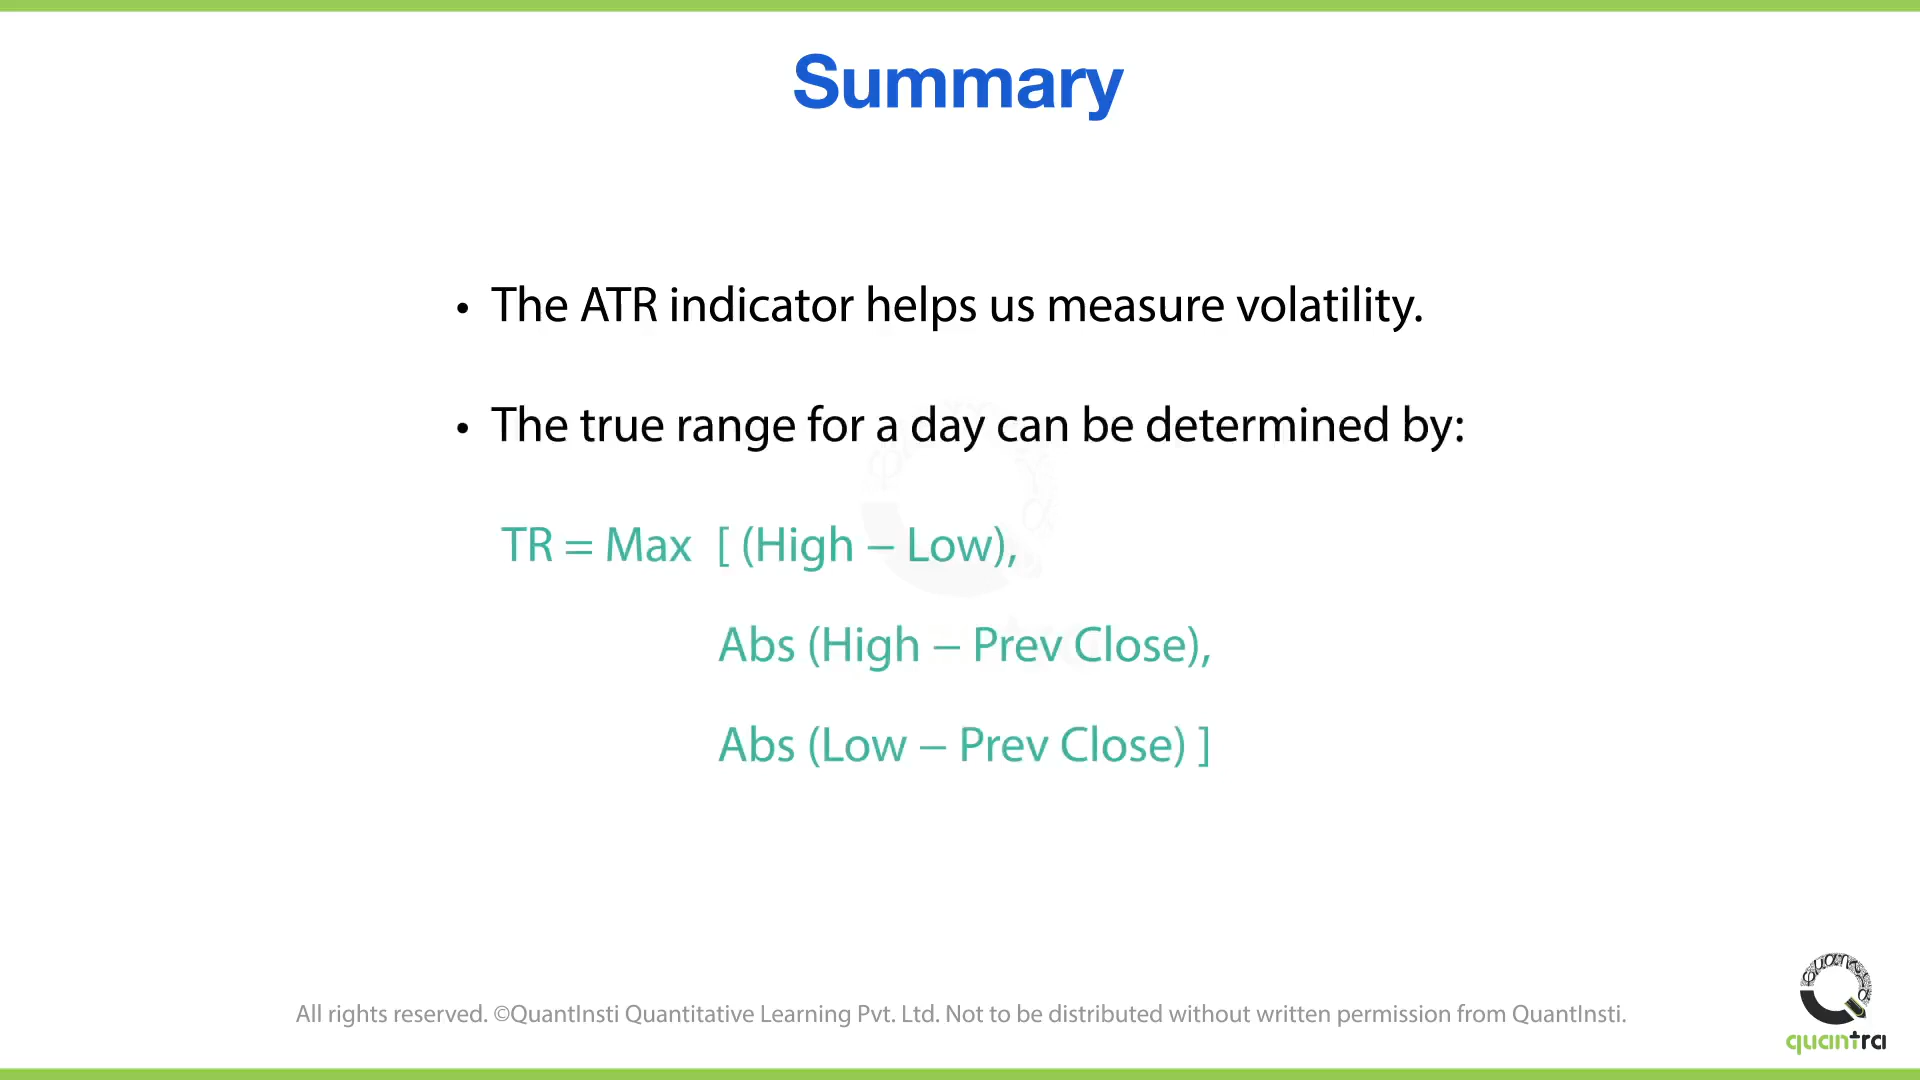 Summary
• The ATR indicator helps us measure volatility.
• The true range for a day can be determined by:
TR = Max [ (High – Low),
Abs (High – Prev Close),
Abs (Low – Prev Close) ]
All rights reserved. ©QuantInsti Quantitative Learning Pvt. Ltd. Not to be distributed without written permission from QuantInsti.
quantra